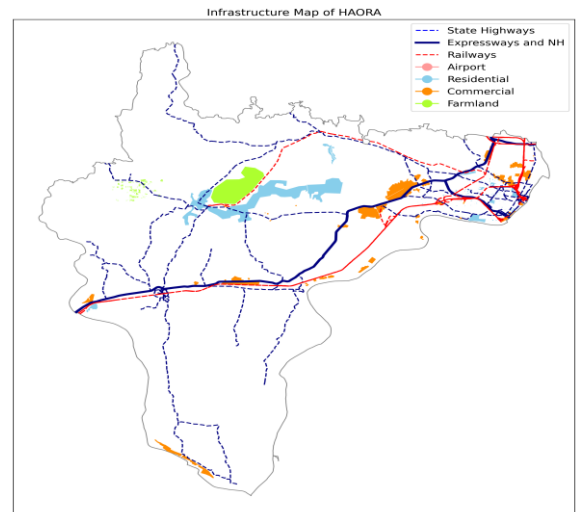 Infrastructure Map of HAORA
State Highways
Expressways and NH
Railways
Airport
Residential
Commercial
Farmland